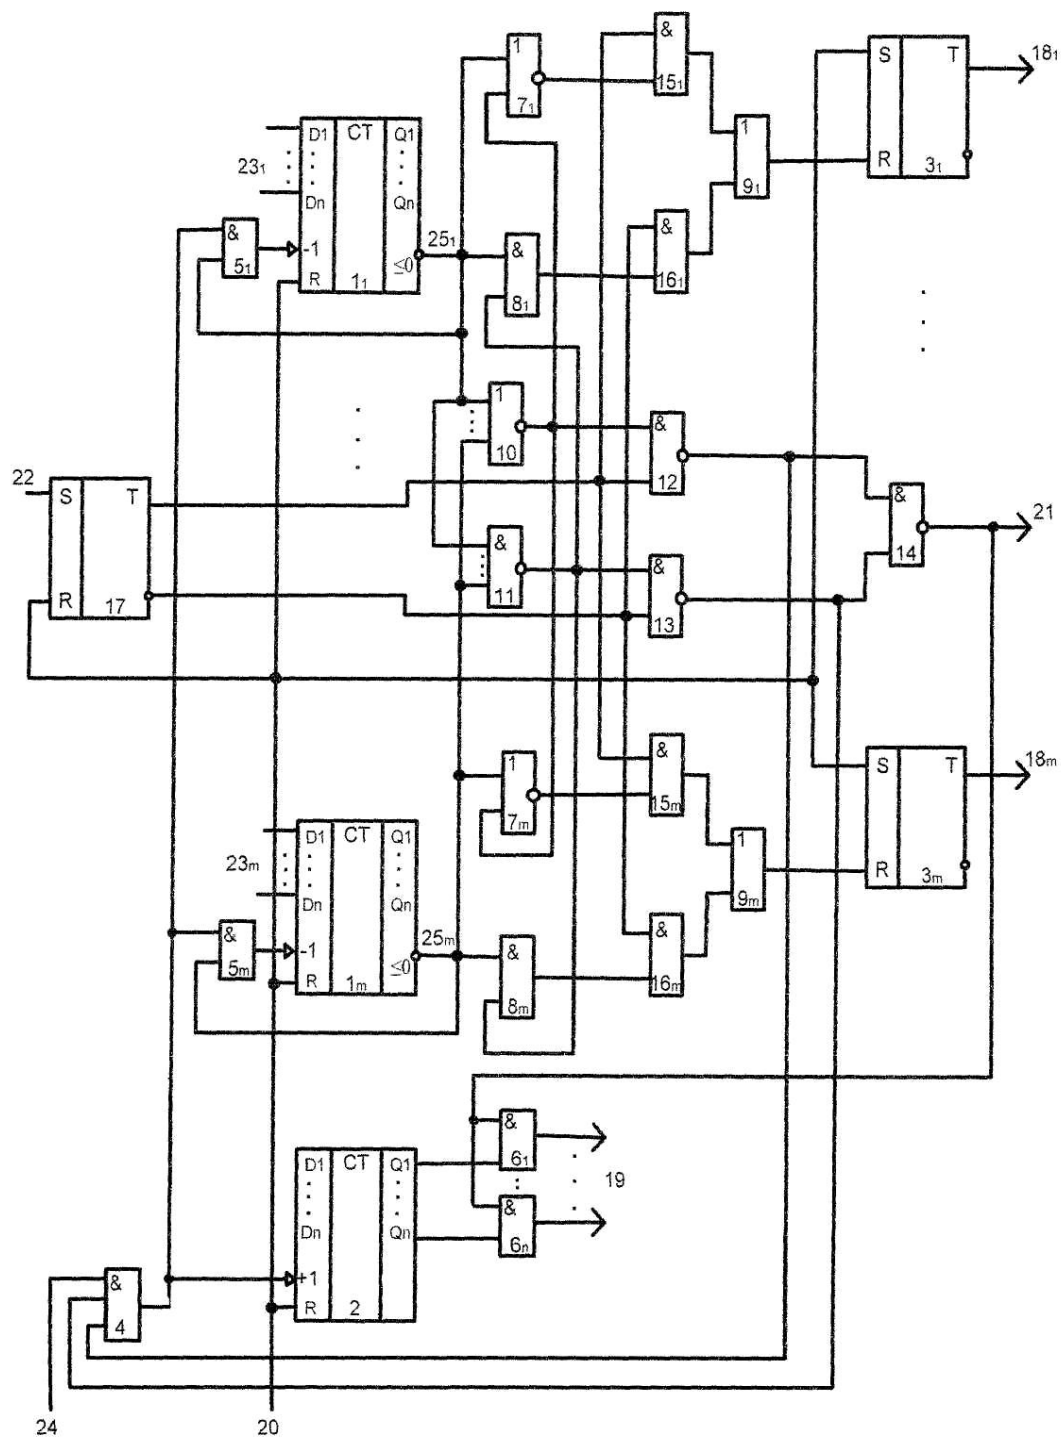 1
7₁
&
15₁
S T
R 3₁
18₁
1
9₁
D1 CT Q1
Dn Qn
-1
R 1₁ ≤0
23₁
&
5₁
25₁
&
8₁
&
16₁
1
10
&
12
22
S T
R 17
&
11
&
13
&
14
21
1
7m
&
15m
S T
R 3m
18m
1
9m
D1 CT Q1
Dn Qn
-1
R 1m ≤0
23m
&
5m
25m
&
8m
&
16m
&
6₁
19
&
6n
D1 CT Q1
Dn Qn
+1
R 2
&
4
24
20